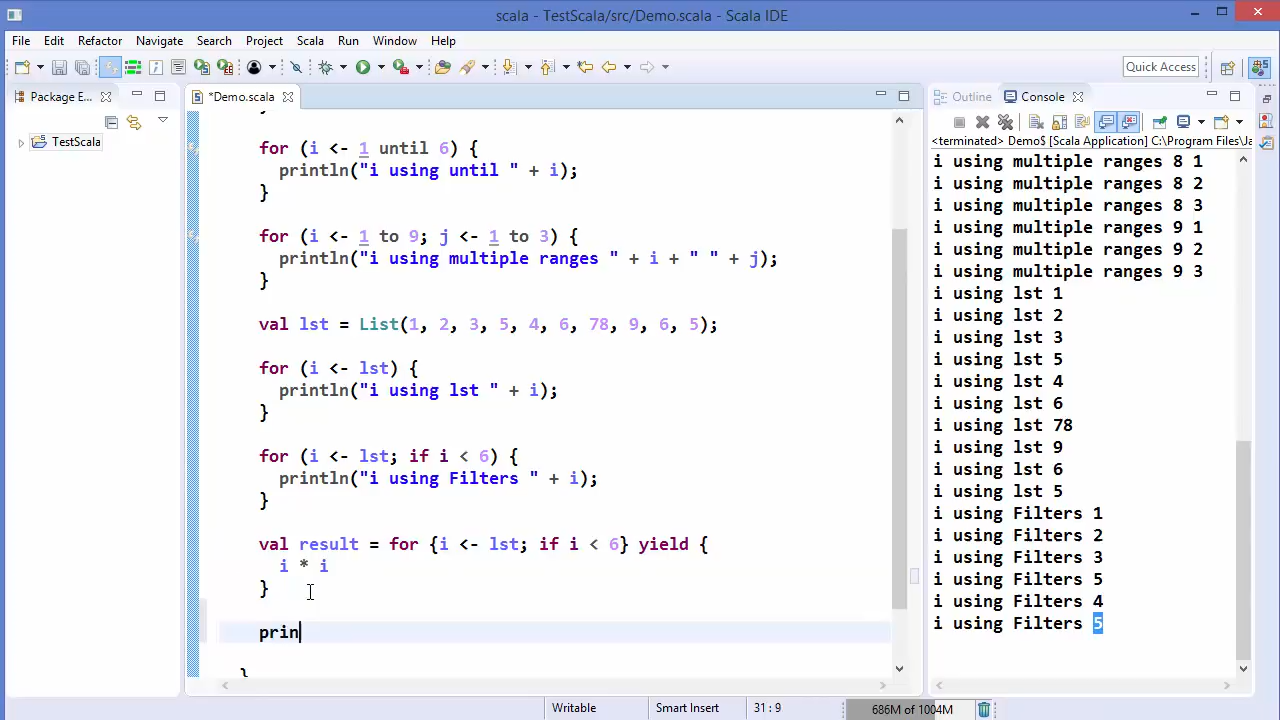 scala - TestScala/src/Demo.scala - Scala IDE
File Edit Refactor Navigate Search Project Scala Run Window Help
Quick Access
Package E...
*Demo.scala
Outline Console
TestScala
<terminated> Demo$ [Scala Application] C:\Program Files\Ja
for (i <- 1 until 6) {
println("i using until " + i);
}
for (i <- 1 to 9; j <- 1 to 3) {
println("i using multiple ranges " + i + " " + j);
}
val lst = List(1, 2, 3, 5, 4, 6, 78, 9, 6, 5);
for (i <- lst) {
println("i using lst " + i);
}
for (i <- lst; if i < 6) {
println("i using Filters " + i);
}
val result = for {i <- lst; if i < 6} yield {
i * i
}
prin
i using multiple ranges 8 1
i using multiple ranges 8 2
i using multiple ranges 8 3
i using multiple ranges 9 1
i using multiple ranges 9 2
i using multiple ranges 9 3
i using lst 1
i using lst 2
i using lst 3
i using lst 5
i using lst 4
i using lst 6
i using lst 78
i using lst 9
i using lst 6
i using lst 5
i using Filters 1
i using Filters 2
i using Filters 3
i using Filters 5
i using Filters 4
i using Filters 5
Writable
Smart Insert
31 : 9
686M of 1004M